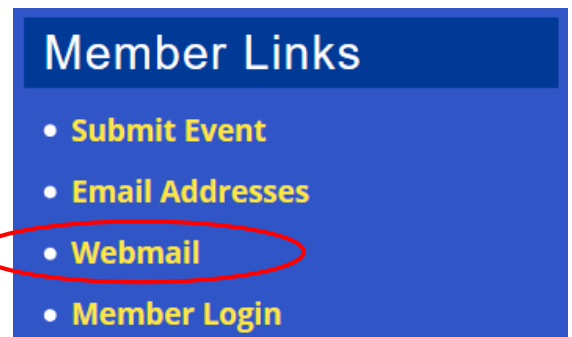 Member Links
Submit Event
Email Addresses
Webmail
Member Login